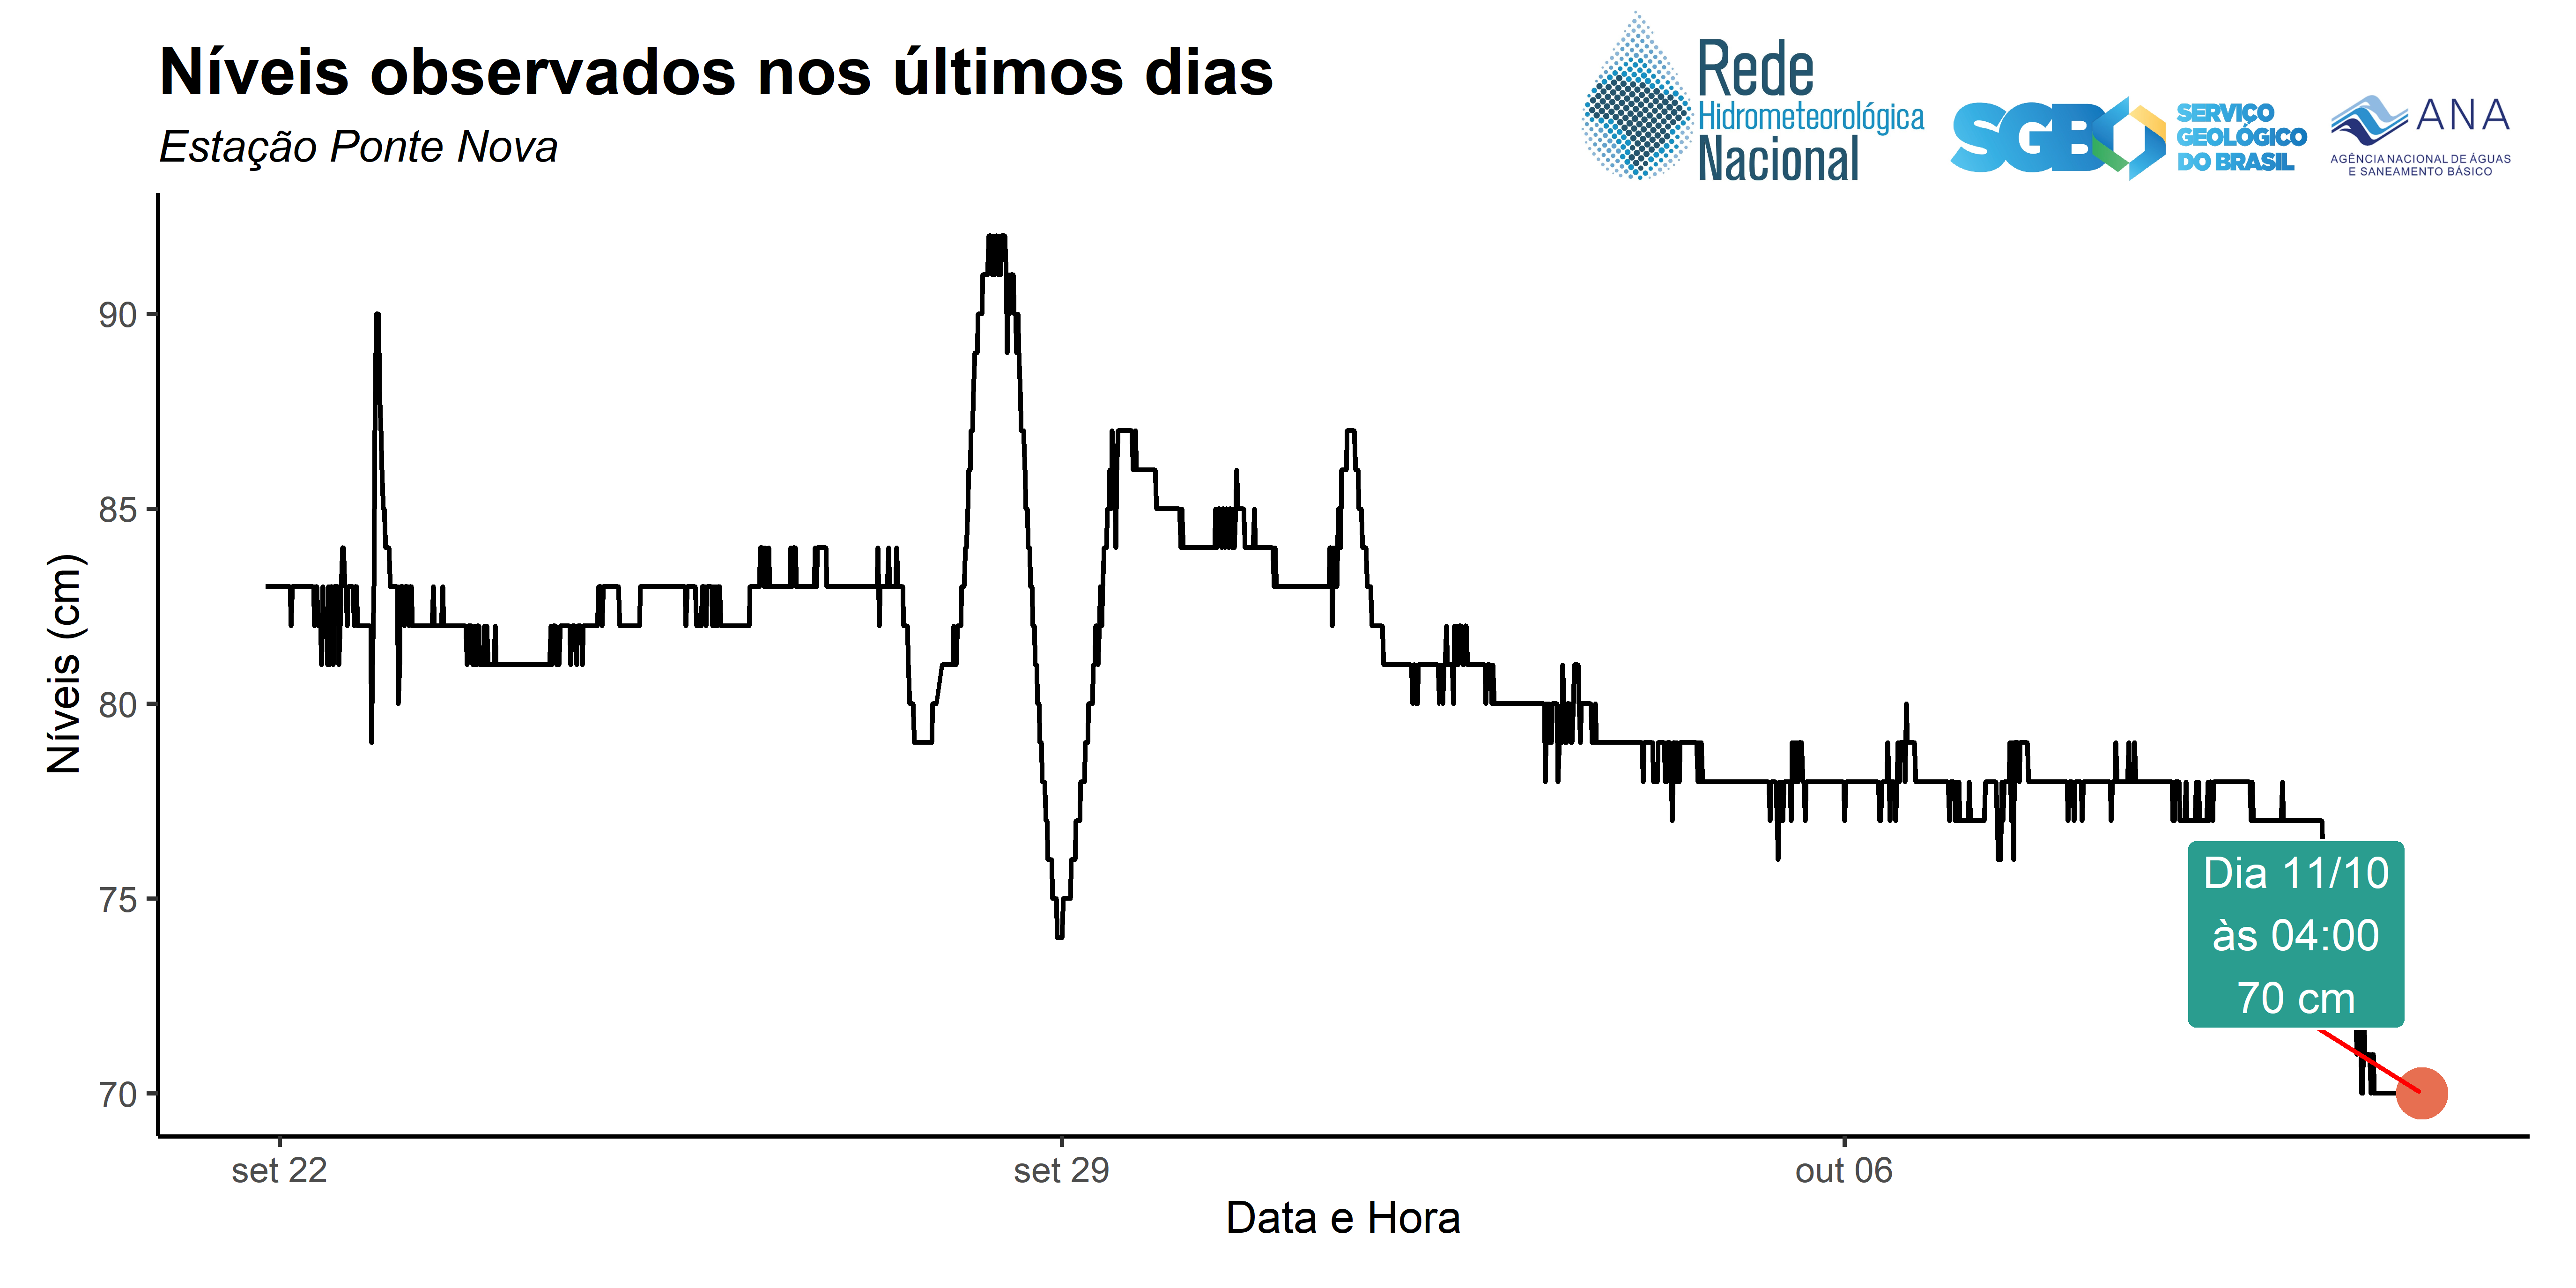 Níveis observados nos últimos dias
Estação Ponte Nova
Rede
Hidrometeorológica
Nacional
SGB
SERVIÇO
GEOLÓGICO
DO BRASIL
ANA
AGÊNCIA NACIONAL DE ÁGUAS
E SANEAMENTO BÁSICO
Níveis (cm)
90
85
80
75
70
Dia 11/10
às 04:00
70 cm
set 22
set 29
out 06
Data e Hora